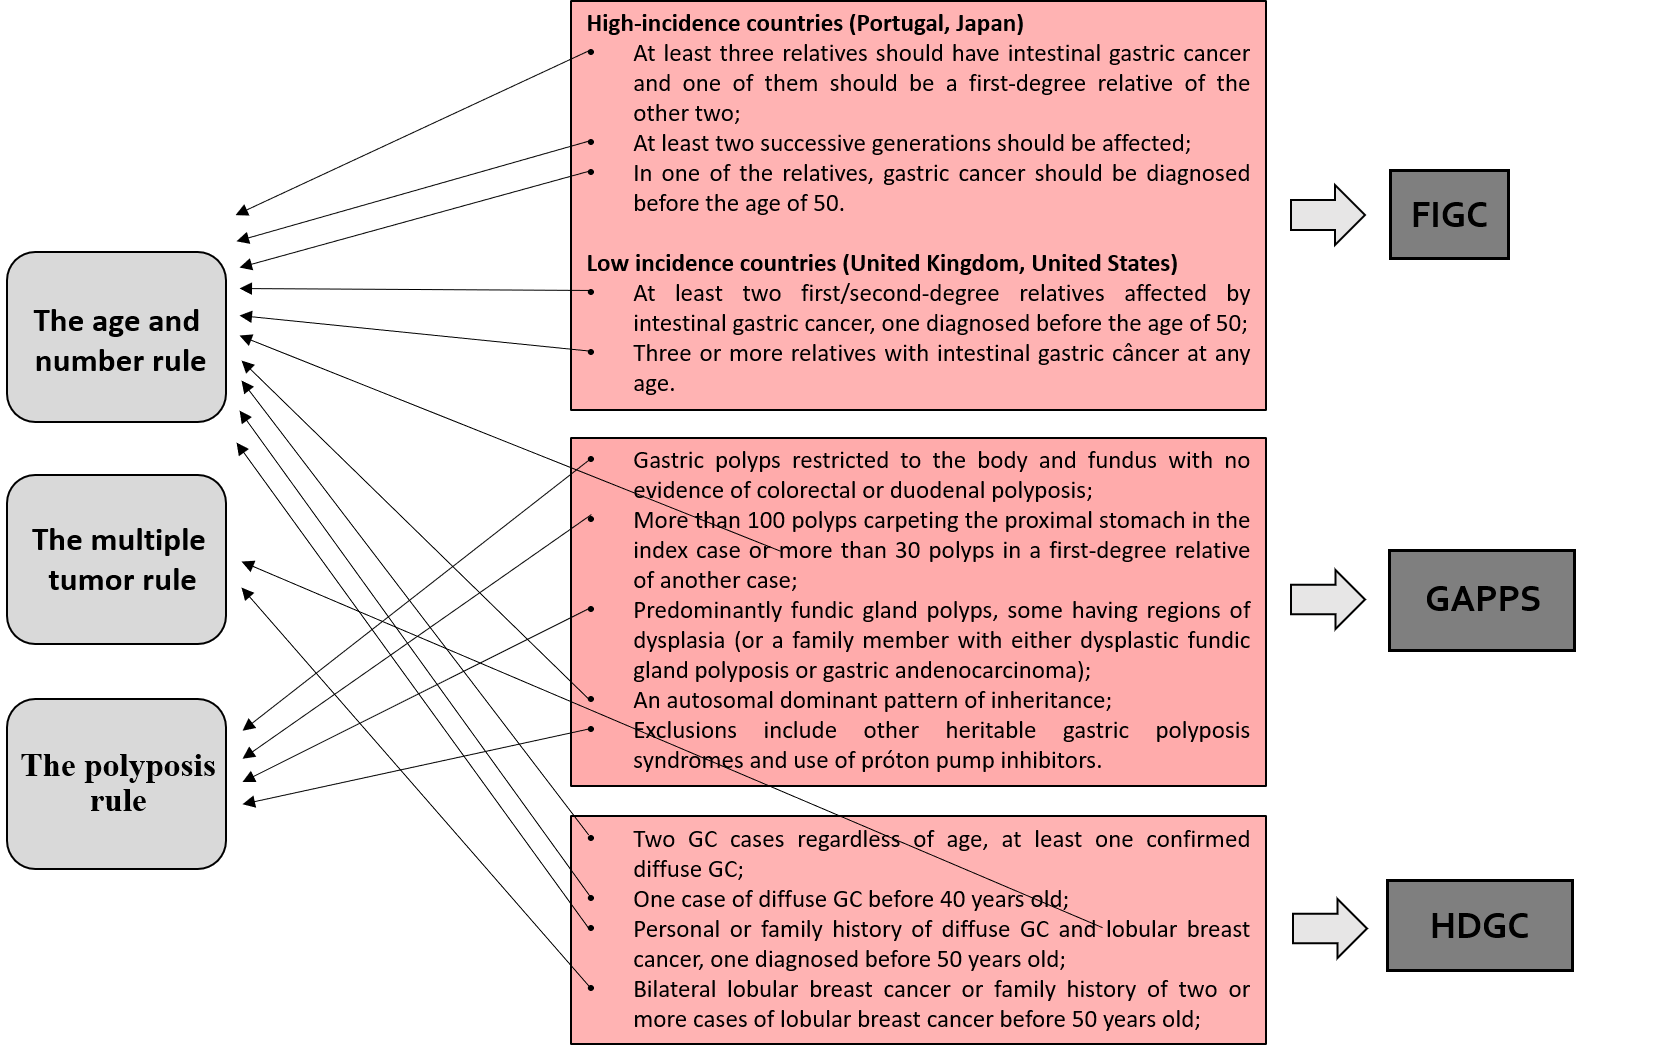 High-incidence countries (Portugal, Japan)
• At least three relatives should have intestinal gastric cancer
and one of them should be a first-degree relative of the
other two;
• At least two successive generations should be affected;
• In one of the relatives, gastric cancer should be diagnosed
before the age of 50.
Low incidence countries (United Kingdom, United States)
• At least two first/second-degree relatives affected by
intestinal gastric cancer, one diagnosed before the age of 50;
• Three or more relatives with intestinal gastric câncer at any
age.
FIGC
The age and
number rule
The multiple
tumor rule
The polyposis
rule
• Gastric polyps restricted to the body and fundus with no
evidence of colorectal or duodenal polyposis;
• More than 100 polyps carpeting the proximal stomach in the
index case or more than 30 polyps in a first-degree relative
of another case;
• Predominantly fundic gland polyps, some having regions of
dysplasia (or a family member with either dysplastic fundic
gland polyposis or gastric andenocarcinoma);
• An autosomal dominant pattern of inheritance;
• Exclusions include other heritable gastric polyposis
syndromes and use of próton pump inhibitors.
GAPPS
• Two GC cases regardless of age, at least one confirmed
diffuse GC;
• One case of diffuse GC before 40 years old;
• Personal or family history of diffuse GC and lobular breast
cancer, one diagnosed before 50 years old;
• Bilateral lobular breast cancer or family history of two or
more cases of lobular breast cancer before 50 years old;
HDGC